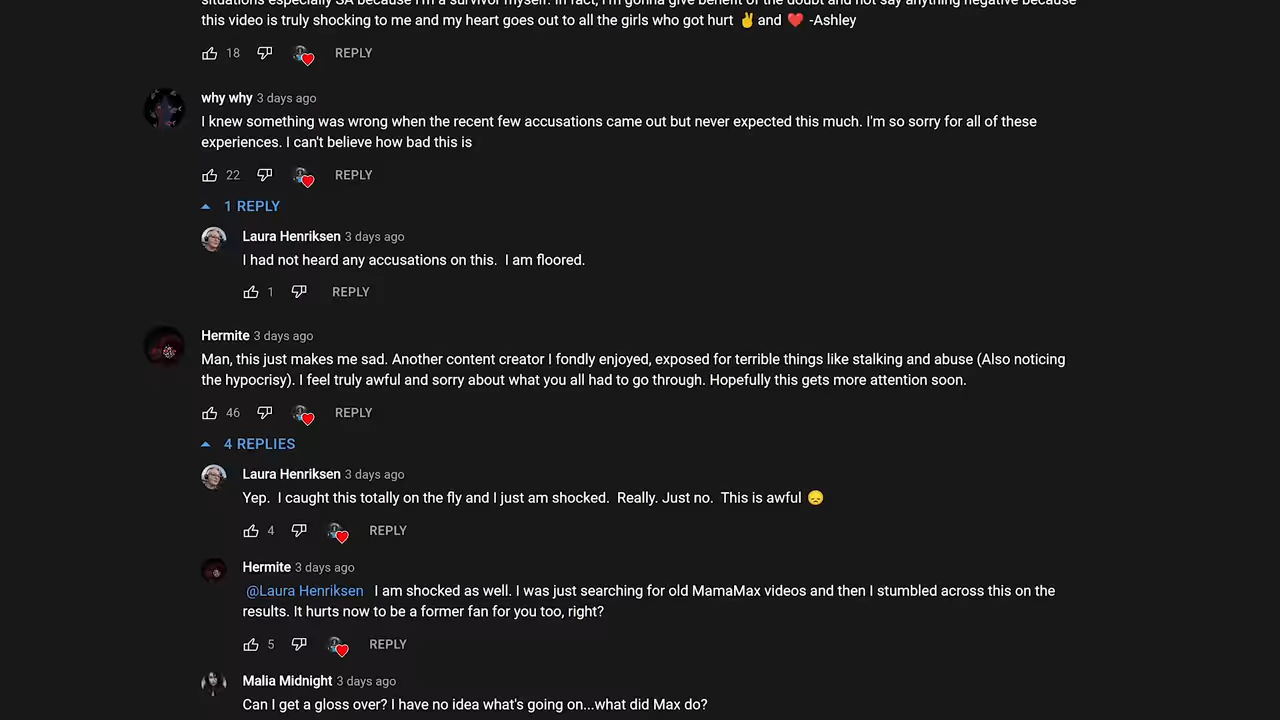 situations especially SA because I'm a survivor myself. In fact, I'm gonna give benefit of the doubt and not say anything negative because
this video is truly shocking to me and my heart goes out to all the girls who got hurt ✌️ and ❤️ -Ashley
18 REPLY
why why 3 days ago
I knew something was wrong when the recent few accusations came out but never expected this much. I'm so sorry for all of these
experiences. I can't believe how bad this is
22 REPLY
1 REPLY
Laura Henriksen 3 days ago
I had not heard any accusations on this.  I am floored.
1 REPLY
Hermite 3 days ago
Man, this just makes me sad. Another content creator I fondly enjoyed, exposed for terrible things like stalking and abuse (Also noticing
the hypocrisy). I feel truly awful and sorry about what you all had to go through. Hopefully this gets more attention soon.
46 REPLY
4 REPLIES
Laura Henriksen 3 days ago
Yep.  I caught this totally on the fly and I just am shocked.  Really. Just no.  This is awful 😞
4 REPLY
Hermite 3 days ago
@Laura Henriksen  I am shocked as well. I was just searching for old MamaMax videos and then I stumbled across this on the
results. It hurts now to be a former fan for you too, right?
5 REPLY
Malia Midnight 3 days ago
Can I get a gloss over? I have no idea what's going on...what did Max do?